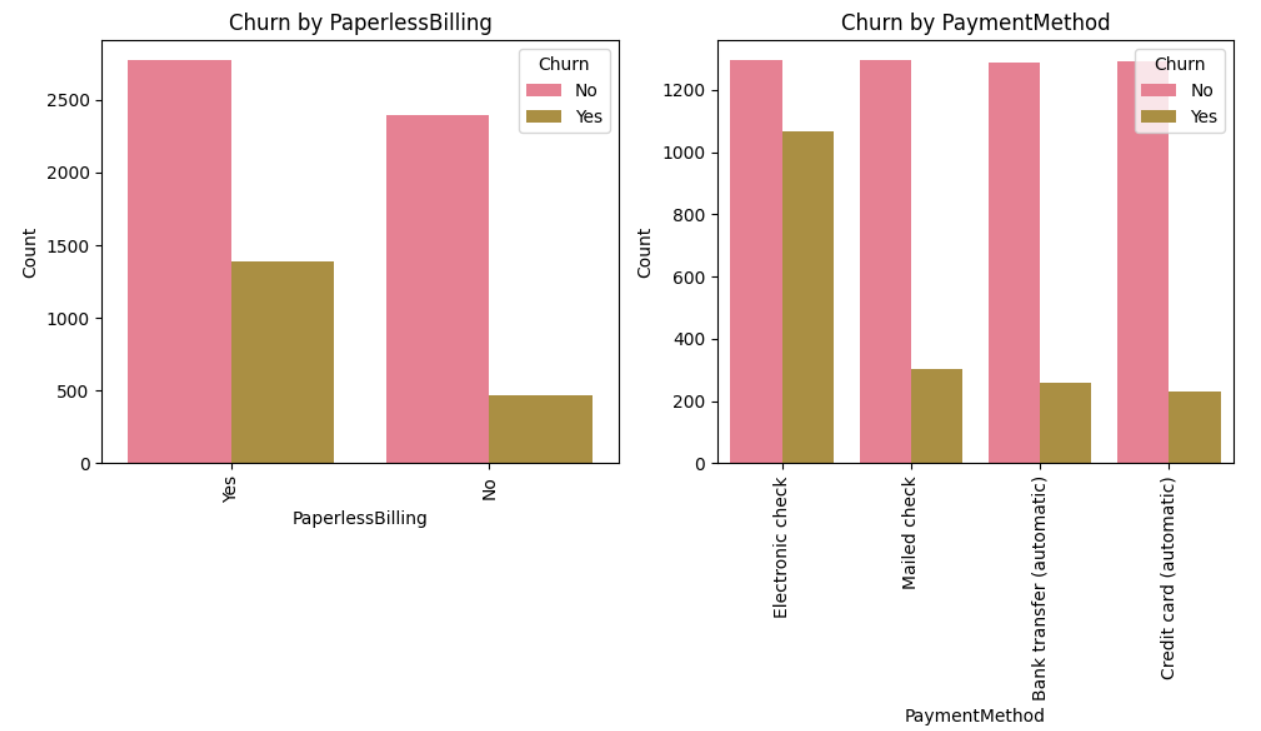 Churn by PaperlessBilling
Churn
No
Yes
2500
2000
1500
1000
500
0
Count
Yes
No
PaperlessBilling
Churn by PaymentMethod
Churn
No
Yes
1200
1000
800
600
400
200
0
Count
Electronic check
Mailed check
Bank transfer (automatic)
Credit card (automatic)
PaymentMethod